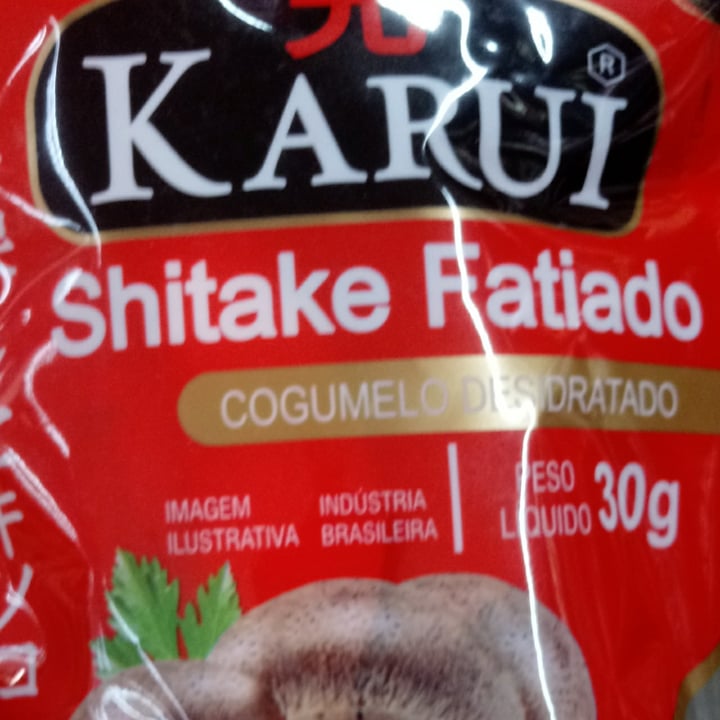 KARUI®
Shitake Fatiado
COGUMELO DESIDRATADO
IMAGEM
ILUSTRATIVA
INDÚSTRIA
BRASILEIRA
PESO
LÍQUIDO
30g